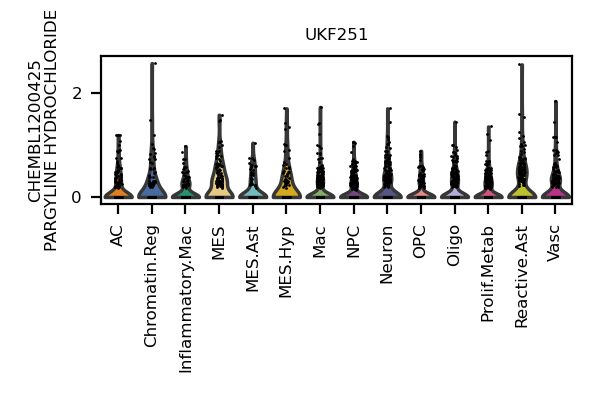 UKF251
CHEMBL1200425
PARGYLINE HYDROCHLORIDE
2
0
AC
Chromatin.Reg
Inflammatory.Mac
MES
MES.Ast
MES.Hyp
Mac
NPC
Neuron
OPC
Oligo
Prolif.Metab
Reactive.Ast
Vasc